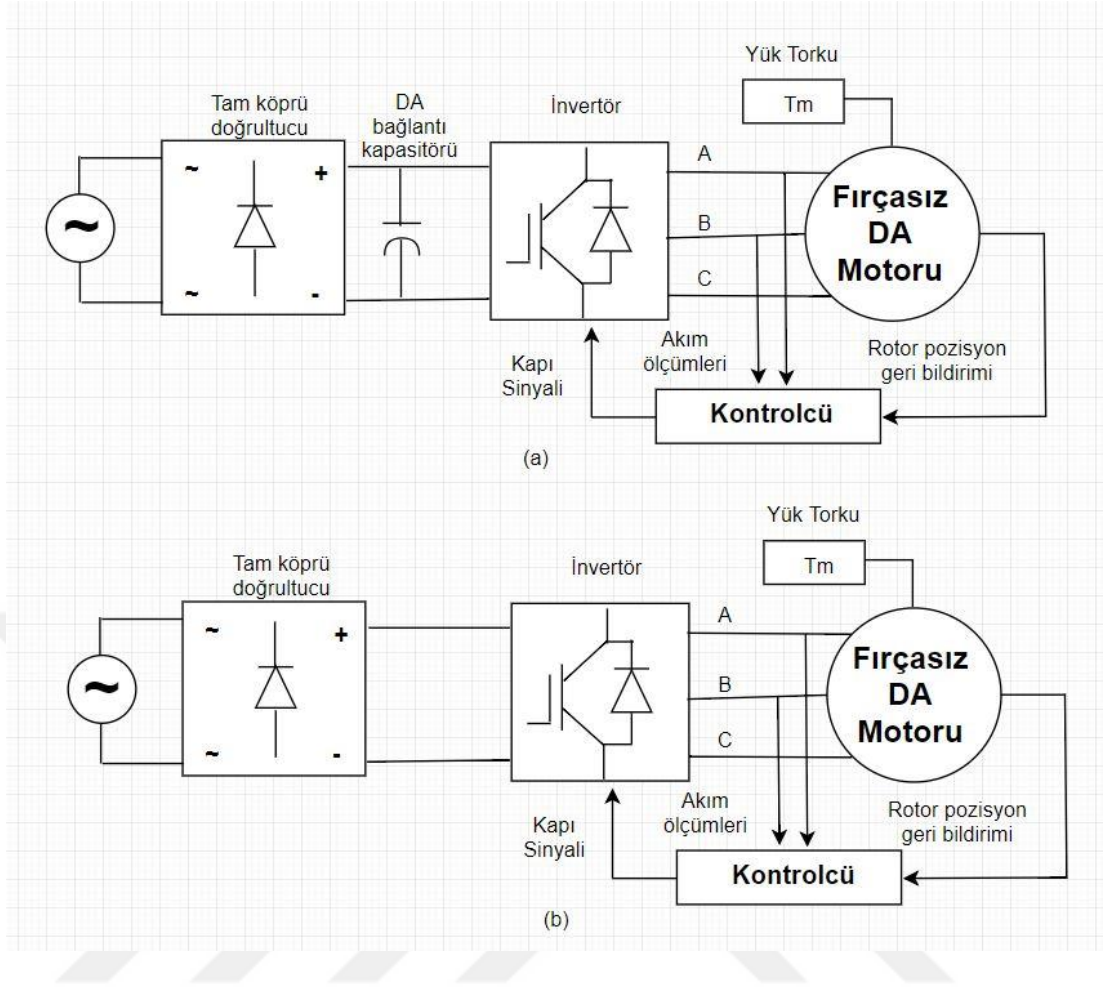 Yük Torku
Tm
Tam köprü
doğrultucu
DA
bağlantı
kapasitörü
İnvertör
~
+
~
-
~
A
B
C
Fırçasız
DA
Motoru
Kapı
Sinyali
Akım
ölçümleri
Rotor pozisyon
geri bildirimi
Kontrolcü
(a)
Yük Torku
Tm
Tam köprü
doğrultucu
İnvertör
~
+
~
-
~
A
B
C
Fırçasız
DA
Motoru
Kapı
Sinyali
Akım
ölçümleri
Rotor pozisyon
geri bildirimi
Kontrolcü
(b)